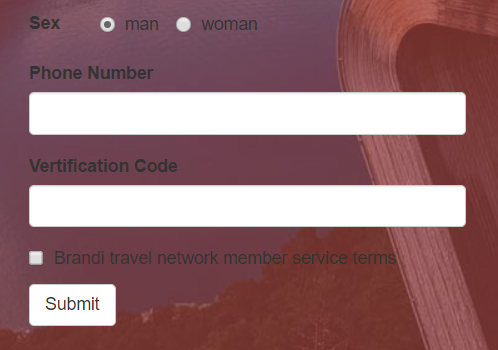 Sex man woman
Phone Number
Vertification Code
Brandi travel network member service terms
Submit